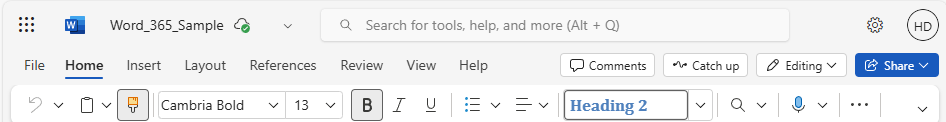 W Word_365_Sample Search for tools, help, and more (Alt + Q) HD
File Home Insert Layout References Review View Help Comments Catch up Editing Share
Cambria Bold 13 B I U Heading 2